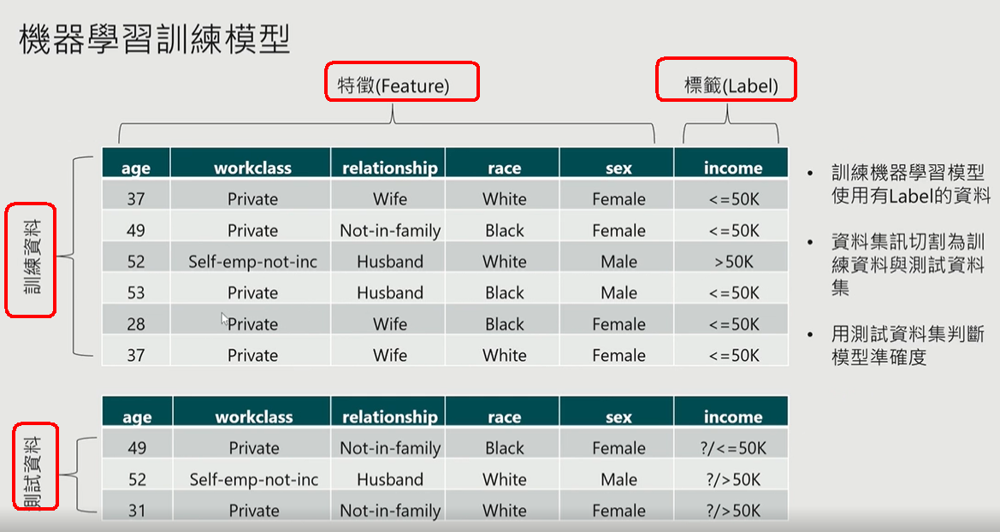 機器學習訓練模型
特徵(Feature)
標籤(Label)
訓練資料
age workclass relationship race sex income
37 Private Wife White Female <=50K
49 Private Not-in-family Black Female <=50K
52 Self-emp-not-inc Husband White Male >50K
53 Private Husband Black Male <=50K
28 Private Wife Black Female <=50K
37 Private Wife White Female <=50K
• 訓練機器學習模型
使用有Label的資料
• 資料集訊切割為訓
練資料與測試資料
集
• 用測試資料集判斷
模型準確度
測試資料
age workclass relationship race sex income
49 Private Not-in-family Black Female ?/<=50K
52 Self-emp-not-inc Husband White Male ?/>50K
31 Private Not-in-family White Female ?/>50K